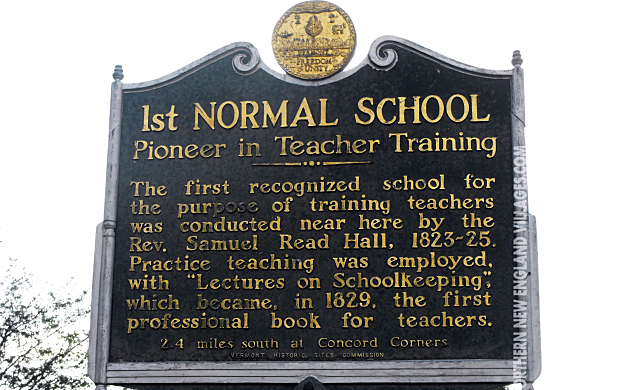 FREEDOM
& UNITY
1st NORMAL SCHOOL
Pioneer in Teacher Training
The first recognized school for
the purpose of training teachers
was conducted near here by the
Rev. Samuel Read Hall, 1823-25.
Practice teaching was employed,
with "Lectures on Schoolkeeping",
which became, in 1829, the first
professional book for teachers.
2.4 miles south at Concord Corners
VERMONT HISTORIC SITES COMMISSION
NEW ENGLAND VILLAGES.COM